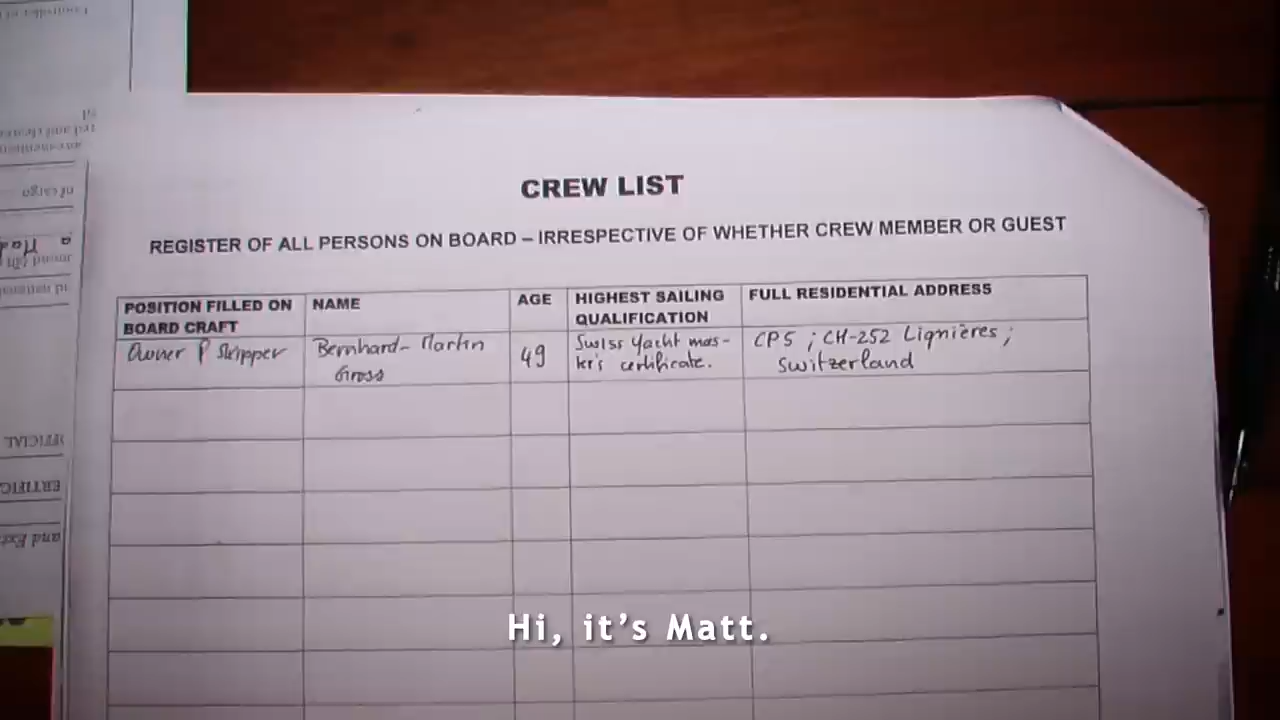 CREW LIST
REGISTER OF ALL PERSONS ON BOARD – IRRESPECTIVE OF WHETHER CREW MEMBER OR GUEST
POSITION FILLED ON BOARD CRAFT
NAME
AGE
HIGHEST SAILING QUALIFICATION
FULL RESIDENTIAL ADDRESS
Owner & Skipper
Bernhard-Martin
Gross
49
Swiss Yacht mas-
ter's certificate.
CP5 ; CH-252 Lignières ;
Switzerland
Hi, it's Matt.